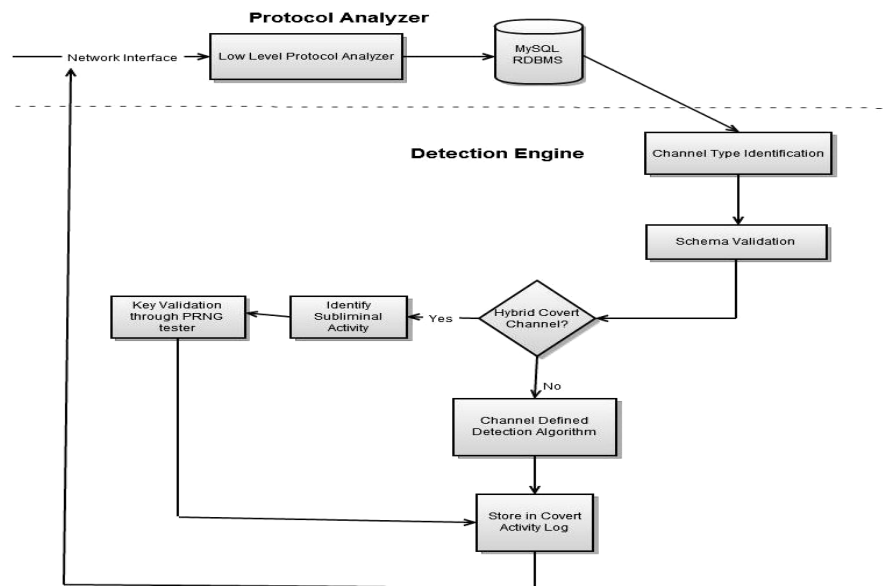 Protocol Analyzer
Network Interface
Low Level Protocol Analyzer
MySQL
RDBMS
Detection Engine
Channel Type Identification
Schema Validation
Hybrid Covert
Channel?
Yes
Identify
Subliminal
Activity
Key Validation
through PRNG
tester
No
Channel Defined
Detection Algorithm
Store in Covert
Activity Log